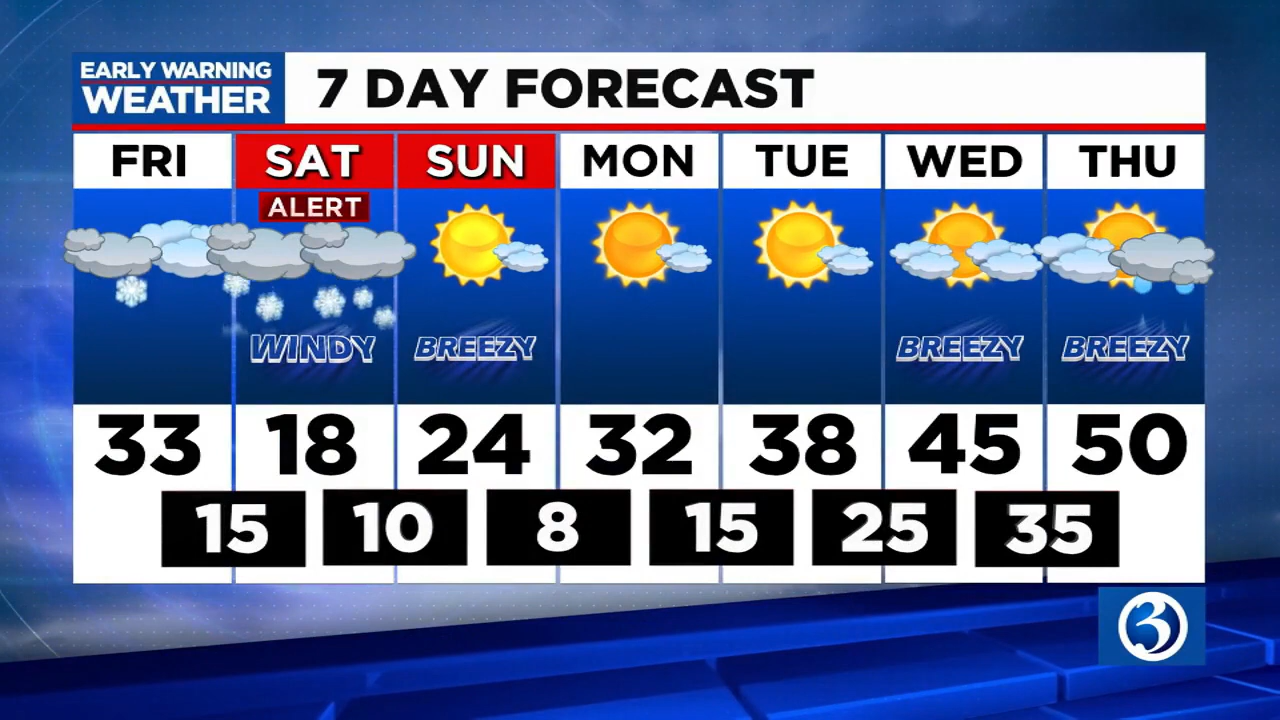 EARLY WARNING
WEATHER
7 DAY FORECAST
FRI SAT SUN MON TUE WED THU
ALERT
WINDY BREEZY BREEZY BREEZY
33 18 24 32 38 45 50
15 10 8 15 25 35
3